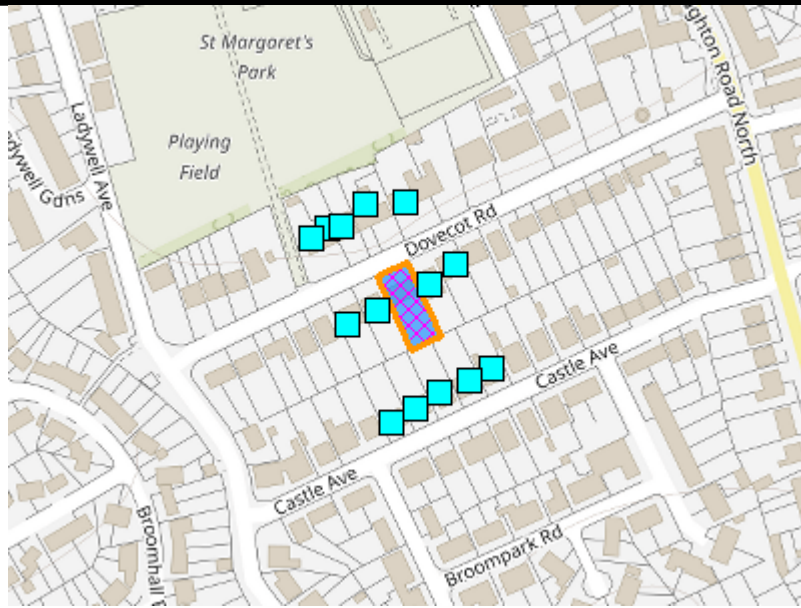 St Margaret's
Park
Playing
Field
Ladywell Ave
Gdns
Road North
Dovecot Rd
Castle Ave
Castle Ave
Broompark Rd
Broomhall